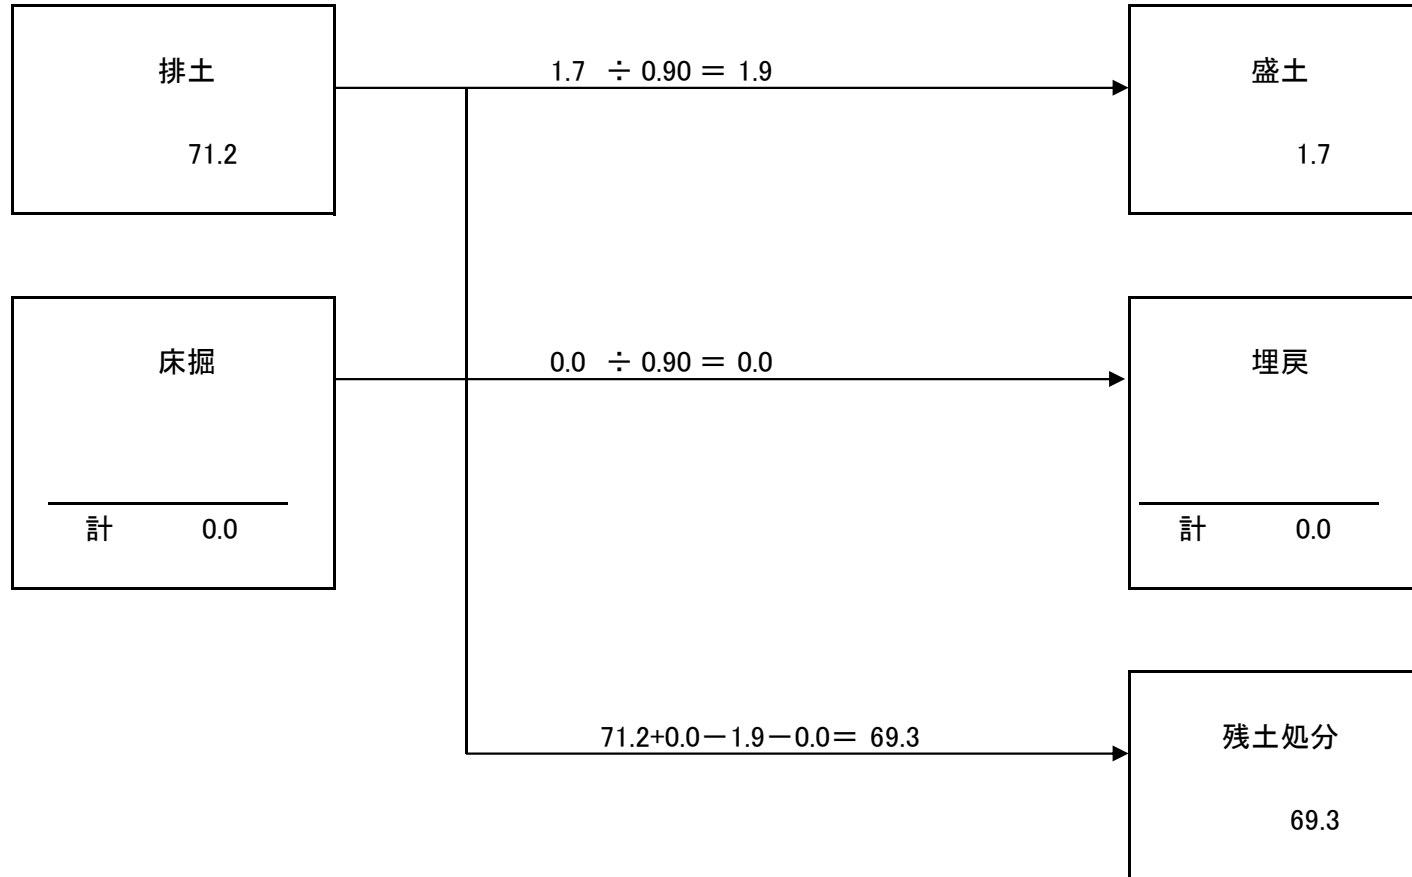 排土
1.7 ÷ 0.90 = 1.9
盛土
71.2
1.7
床掘
0.0 ÷ 0.90 = 0.0
埋戻
計 0.0
計 0.0
71.2+0.0－1.9－0.0＝ 69.3
残土処分
69.3